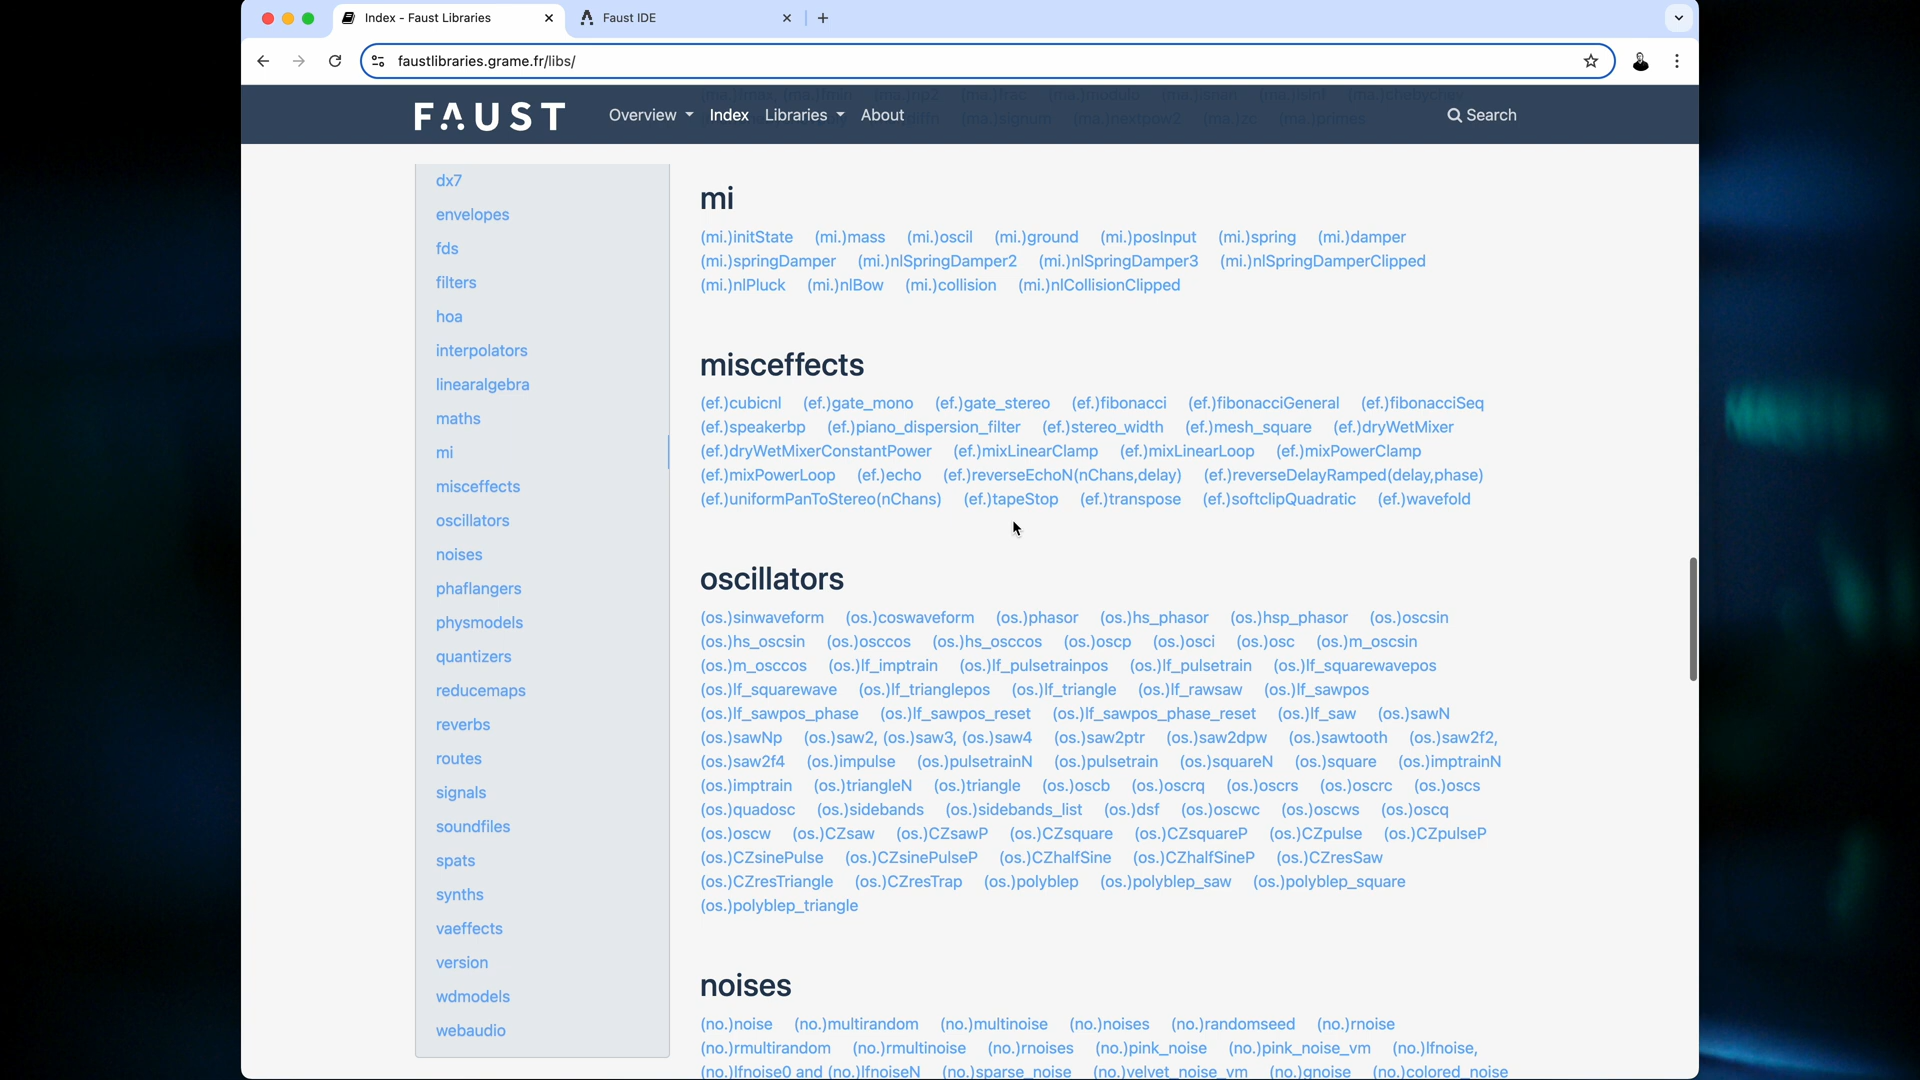 Index - Faust Libraries
Faust IDE
faustlibraries.grame.fr/libs/
FAUST
Overview
Index
Libraries
About
Search
dx7
envelopes
fds
filters
hoa
interpolators
linearalgebra
maths
mi
misceffects
oscillators
noises
phaflangers
physmodels
quantizers
reducemaps
reverbs
routes
signals
soundfiles
spats
synths
vaeffects
version
wdmodels
webaudio
mi
(mi.)initState (mi.)mass (mi.)oscil (mi.)ground (mi.)posInput (mi.)spring (mi.)damper
(mi.)springDamper (mi.)nlSpringDamper2 (mi.)nlSpringDamper3 (mi.)nlSpringDamperClipped
(mi.)nlPluck (mi.)nlBow (mi.)collision (mi.)nlCollisionClipped
misceffects
(ef.)cubicnl (ef.)gate_mono (ef.)gate_stereo (ef.)fibonacci (ef.)fibonacciGeneral (ef.)fibonacciSeq
(ef.)speakerbp (ef.)piano_dispersion_filter (ef.)stereo_width (ef.)mesh_square (ef.)dryWetMixer
(ef.)dryWetMixerConstantPower (ef.)mixLinearClamp (ef.)mixLinearLoop (ef.)mixPowerClamp
(ef.)mixPowerLoop (ef.)echo (ef.)reverseEchoN(nChans,delay) (ef.)reverseDelayRamped(delay,phase)
(ef.)uniformPanToStereo(nChans) (ef.)tapeStop (ef.)transpose (ef.)softclipQuadratic (ef.)wavefold
oscillators
(os.)sinwaveform (os.)coswaveform (os.)phasor (os.)hs_phasor (os.)hsp_phasor (os.)oscsin
(os.)hs_oscsin (os.)osccos (os.)hs_osccos (os.)oscp (os.)osci (os.)osc (os.)m_oscsin
(os.)m_osccos (os.)lf_imptrain (os.)lf_pulsetrainpos (os.)lf_pulsetrain (os.)lf_squarewavepos
(os.)lf_squarewave (os.)lf_trianglepos (os.)lf_triangle (os.)lf_rawsaw (os.)lf_sawpos
(os.)lf_sawpos_phase (os.)lf_sawpos_reset (os.)lf_sawpos_phase_reset (os.)lf_saw (os.)sawN
(os.)sawNp (os.)saw2, (os.)saw3, (os.)saw4 (os.)saw2ptr (os.)saw2dpw (os.)sawtooth (os.)saw2f2,
(os.)saw2f4 (os.)impulse (os.)pulsetrainN (os.)pulsetrain (os.)squareN (os.)square (os.)imptrainN
(os.)imptrain (os.)triangleN (os.)triangle (os.)oscb (os.)oscrq (os.)oscrs (os.)oscrc (os.)oscs
(os.)quadosc (os.)sidebands (os.)sidebands_list (os.)dsf (os.)oscwc (os.)oscws (os.)oscq
(os.)oscw (os.)CZsaw (os.)CZsawP (os.)CZsquare (os.)CZsquareP (os.)CZpulse (os.)CZpulseP
(os.)CZsinePulse (os.)CZsinePulseP (os.)CZhalfSine (os.)CZhalfSineP (os.)CZresSaw
(os.)CZresTriangle (os.)CZresTrap (os.)polyblep (os.)polyblep_saw (os.)polyblep_square
(os.)polyblep_triangle
noises
(no.)noise (no.)multirandom (no.)multinoise (no.)noises (no.)randomseed (no.)rnoise
(no.)rmultirandom (no.)rmultinoise (no.)rnoises (no.)pink_noise (no.)pink_noise_vm (no.)lfnoise,
(no.)lfnoise0 and (no.)lfnoiseN (no.)sparse_noise (no.)velvet_noise_vm (no.)gnoise (no.)colored_noise